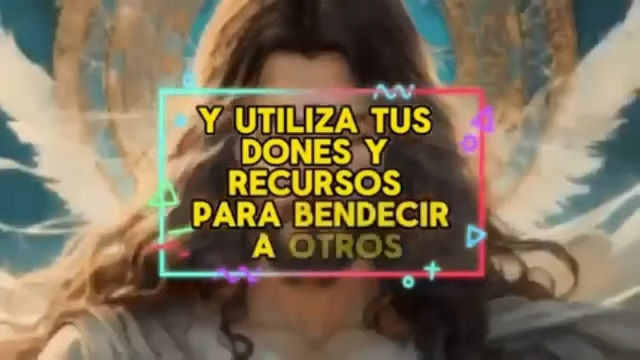 Y UTILIZA TUS
DONES Y
RECURSOS
PARA BENDECIR
A OTROS